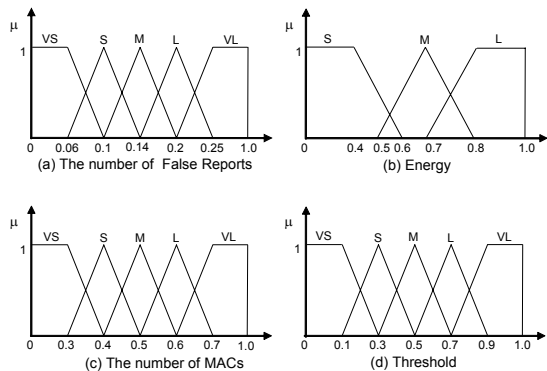 μ
1
VS S M L VL
0 0.06 0.1 0.14 0.2 0.25 1.0
(a) The number of False Reports
μ
1
S M L
0 0.4 0.5 0.6 0.7 0.8 1.0
(b) Energy
μ
1
VS S M L VL
0 0.3 0.4 0.5 0.6 0.7 1.0
(c) The number of MACs
μ
1
VS S M L VL
0 0.1 0.3 0.5 0.7 0.9 1.0
(d) Threshold